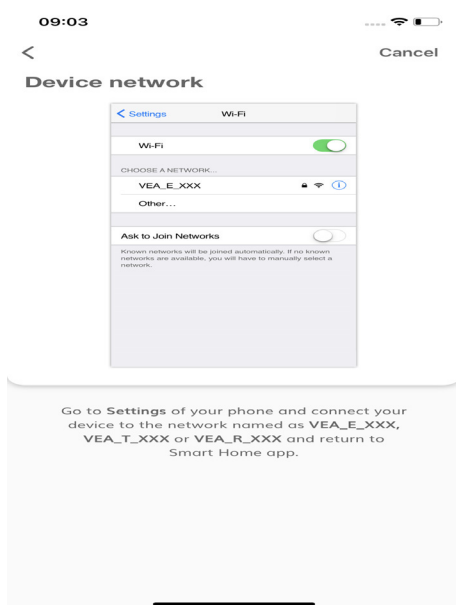 09:03
Cancel
Device network
Settings
Wi-Fi
Wi-Fi
CHOOSE A NETWORK...
VEA_E_XXX
Other...
Ask to Join Networks
Known networks will be joined automatically. If no known
networks are available, you will have to manually select a
network.
Go to Settings of your phone and connect your
device to the network named as VEA_E_XXX,
VEA_T_XXX or VEA_R_XXX and return to
Smart Home app.